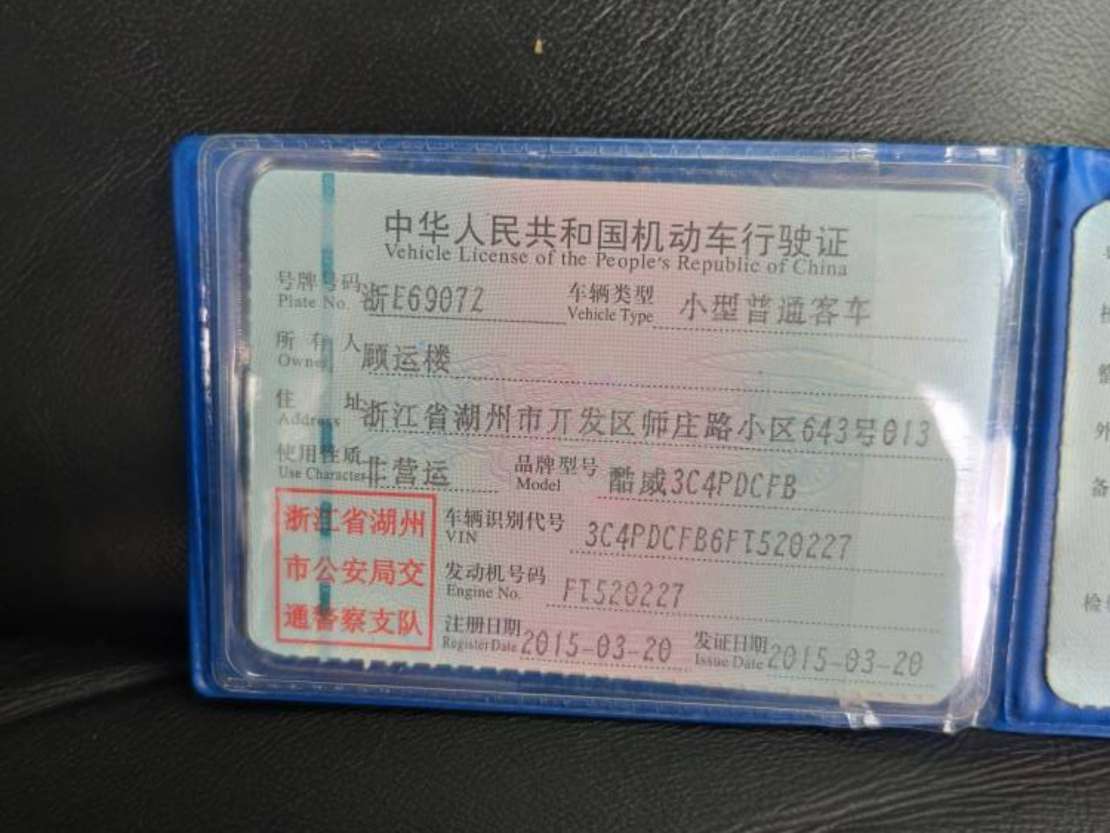 中华人民共和国机动车行驶证
Vehicle License of the People's Republic of China
号牌号码 浙E69072 车辆类型 小型普通客车
Plate No. Vehicle Type
所有人 顾运楼
Owner
住址 浙江省湖州市开发区师庄路小区643号013
Address
使用性质 非营运 品牌型号 酷威3C4PDCFB
Use Character Model
浙江省湖州
市公安局交
通警察支队
车辆识别代号 3C4PDCFB6FT520227
VIN
发动机号码 FT520227
Engine No.
注册日期 2015-03-20 发证日期 2015-03-20
Register Date Issue Date
外
备
检